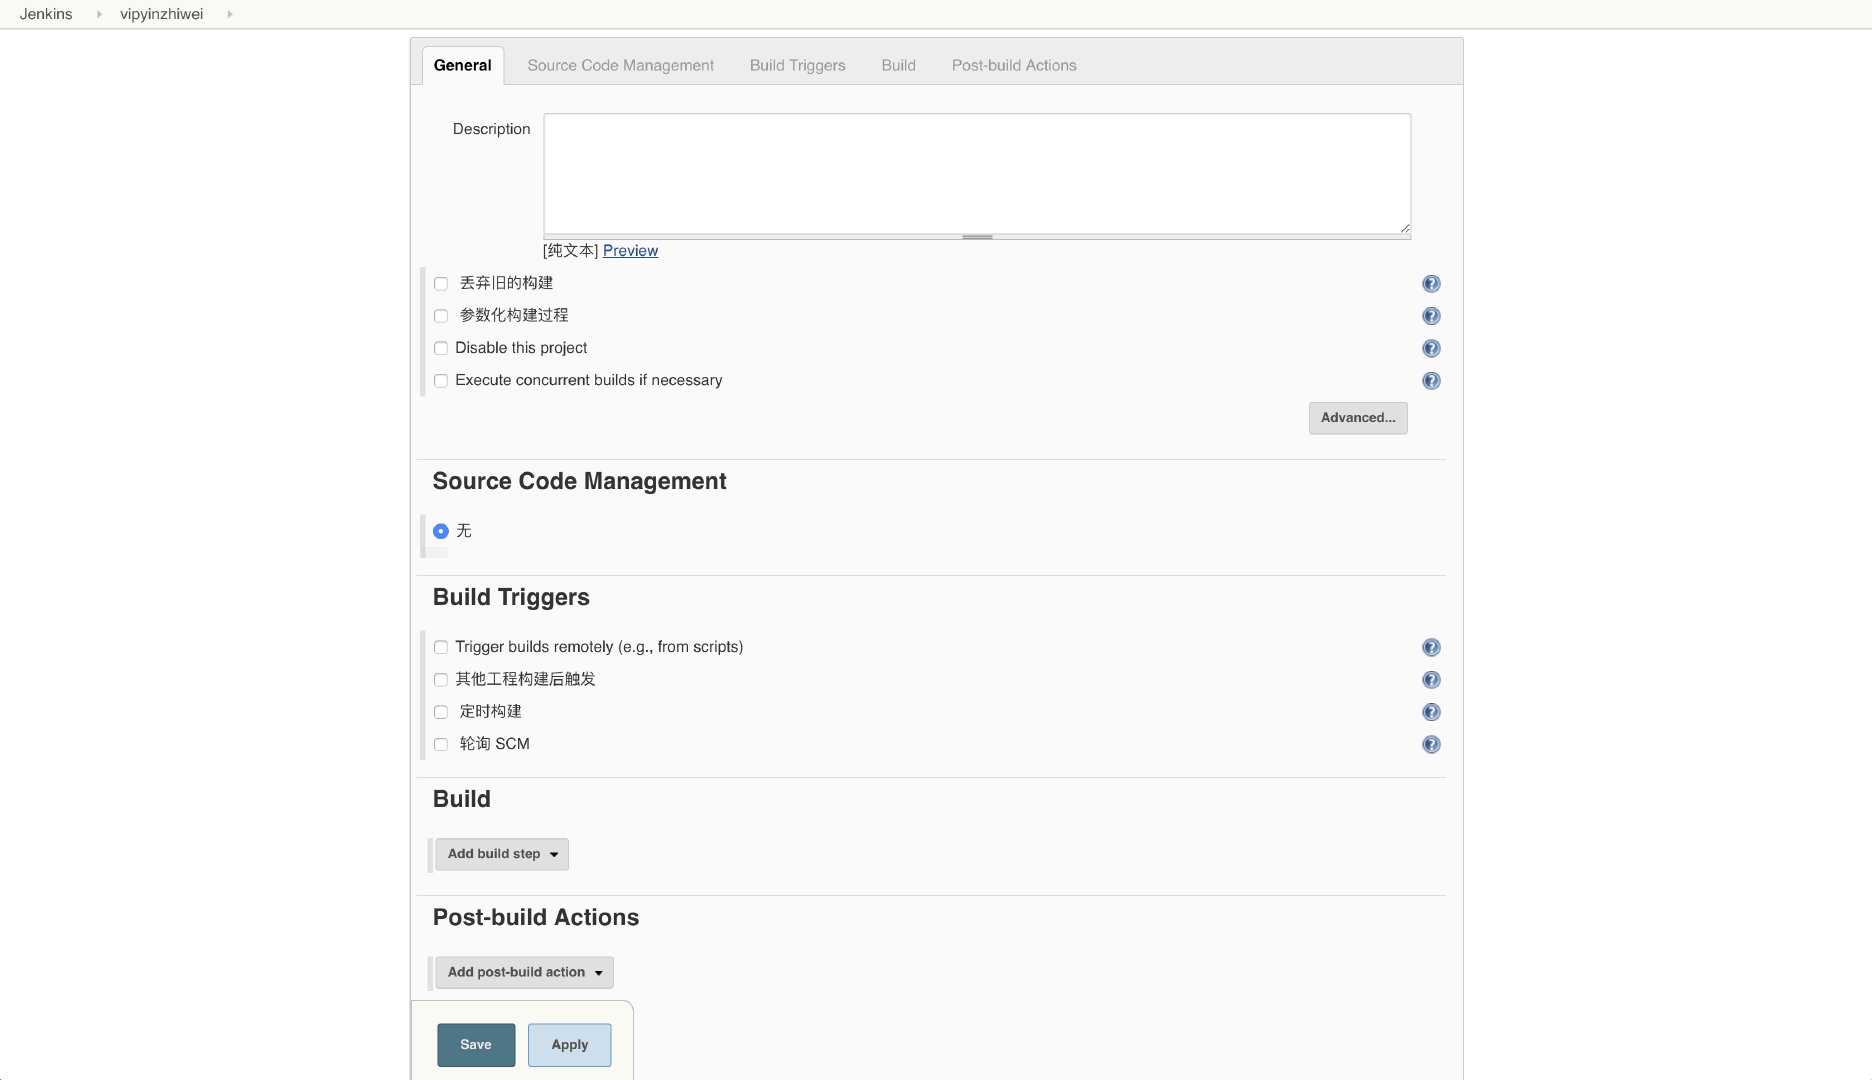 Jenkins vipyinzhiwei
General Source Code Management Build Triggers Build Post-build Actions
Description
[纯文本] Preview
丢弃旧的构建
参数化构建过程
Disable this project
Execute concurrent builds if necessary
Advanced...
Source Code Management
无
Build Triggers
Trigger builds remotely (e.g., from scripts)
其他工程构建后触发
定时构建
轮询 SCM
Build
Add build step
Post-build Actions
Add post-build action
Save Apply